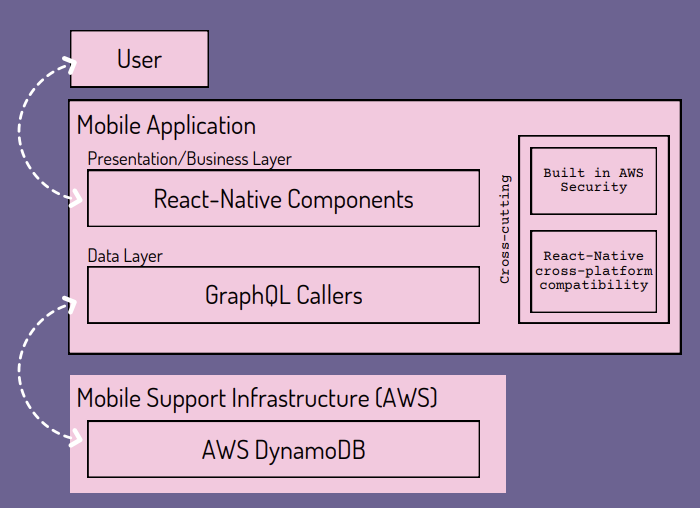 User
Mobile Application
Presentation/Business Layer
React-Native Components
Data Layer
GraphQL Callers
Cross-cutting
Built in AWS
Security
React-Native
cross-platform
compatibility
Mobile Support Infrastructure (AWS)
AWS DynamoDB